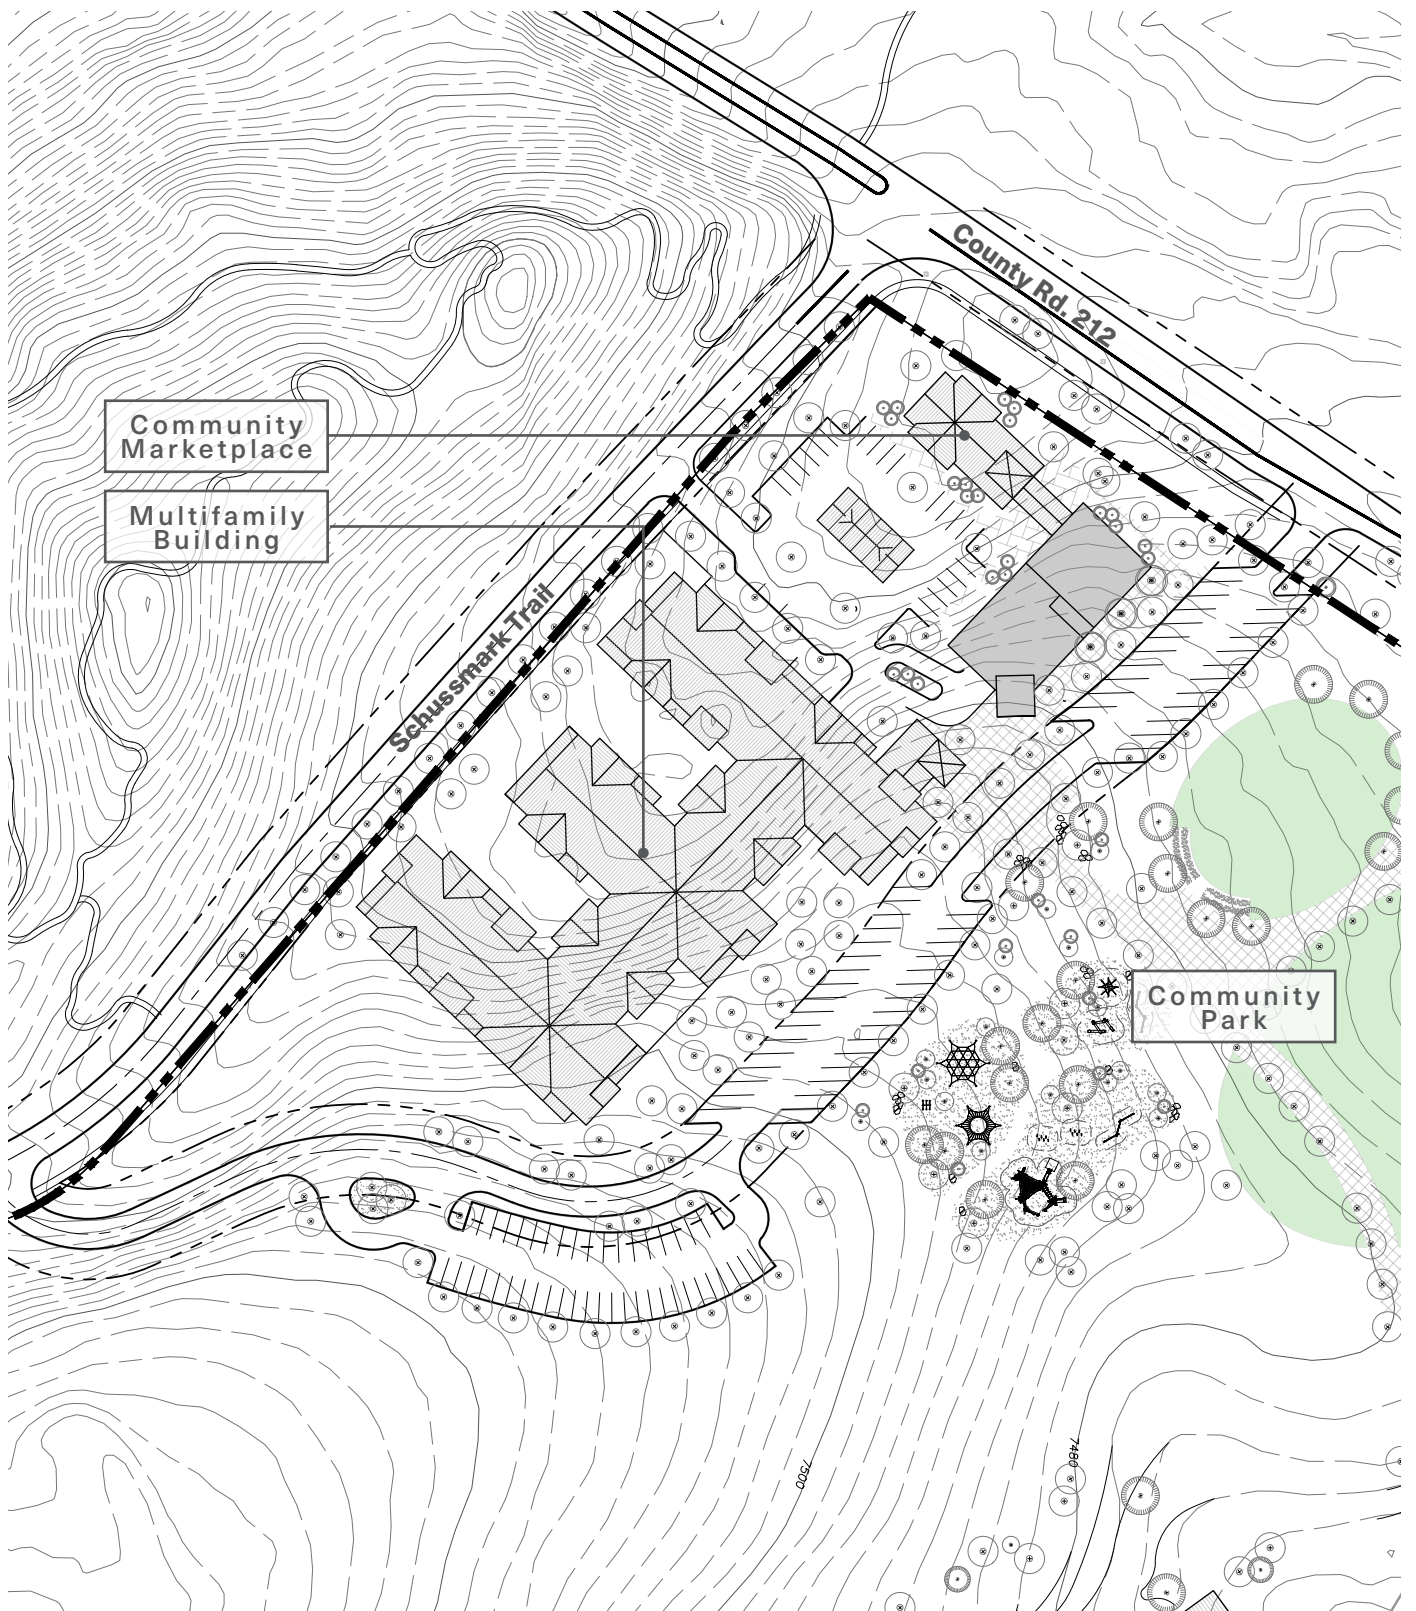 County Rd. 212
Community
Marketplace
Multifamily
Building
Schussmark Trail
Community
Park
7500
7480